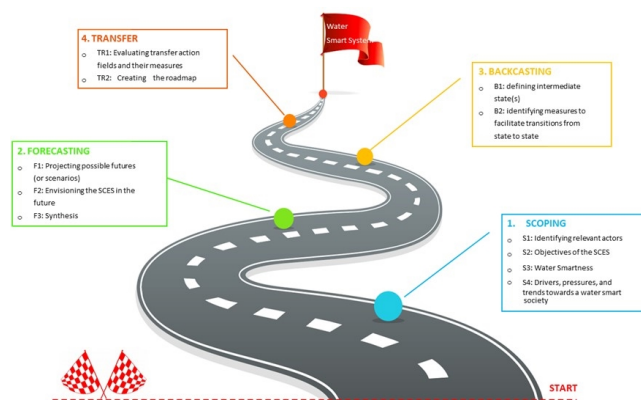 Water
Smart System
4. TRANSFER
TR1: Evaluating transfer action
fields and their measures
TR2: Creating the roadmap
3. BACKCASTING
B1: defining intermediate
state(s)
B2: identifying measures to
facilitate transitions from
state to state
2. FORECASTING
F1: Projecting possible futures
(or scenarios)
F2: Envisioning the SCES in the
future
F3: Synthesis
1. SCOPING
S1: Identifying relevant actors
S2: Objectives of the SCES
S3: Water Smartness
S4: Drivers, pressures, and
trends towards a water smart
society
START